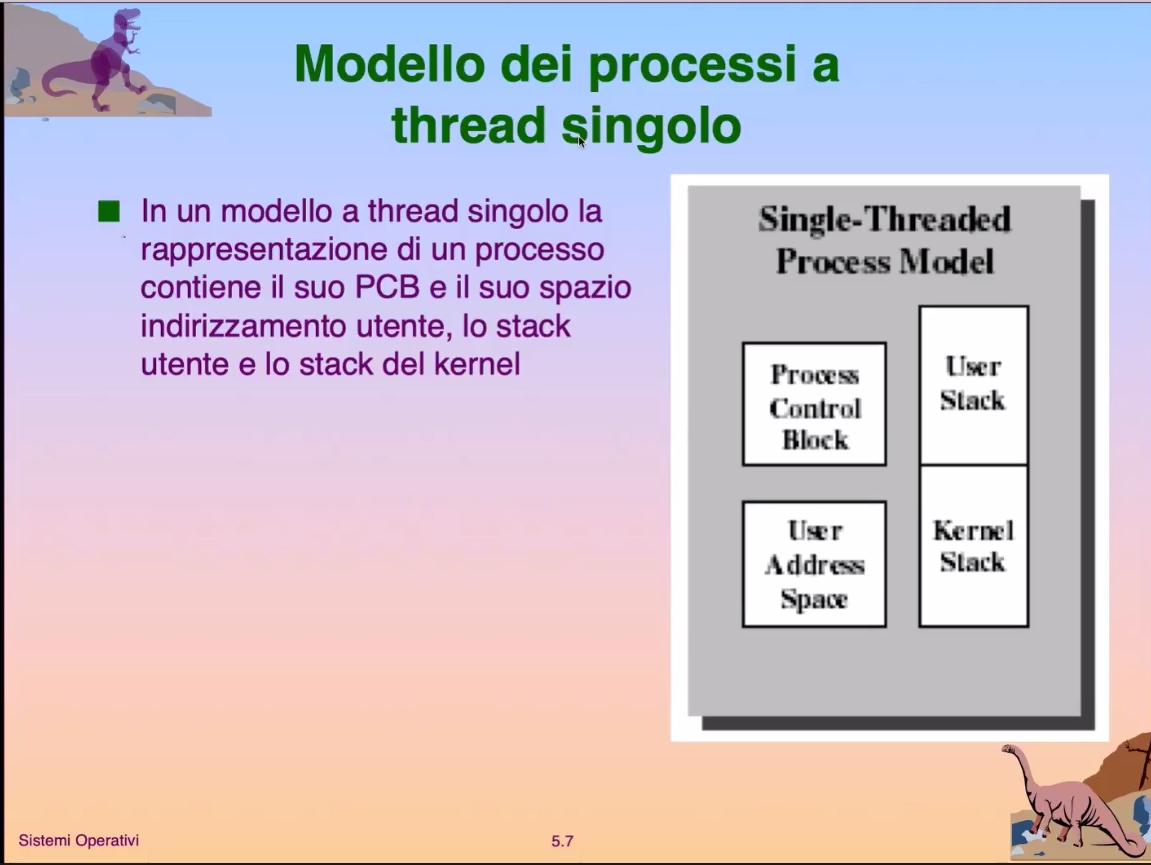 Modello dei processi a
thread singolo
In un modello a thread singolo la
rappresentazione di un processo
contiene il suo PCB e il suo spazio
indirizzamento utente, lo stack
utente e lo stack del kernel
Single-Threaded
Process Model
Process
Control
Block
User
Stack
User
Address
Space
Kernel
Stack
Sistemi Operativi
5.7